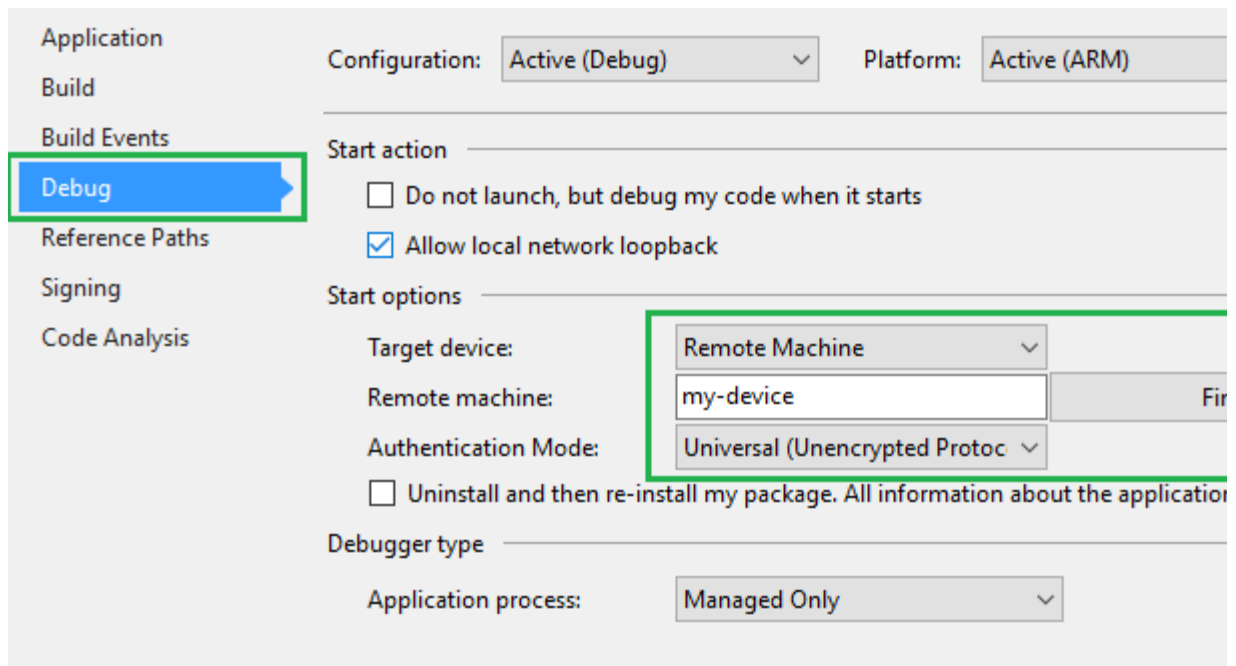 Application
Build
Build Events
Debug
Reference Paths
Signing
Code Analysis
Configuration: Active (Debug) Platform: Active (ARM)
Start action
Do not launch, but debug my code when it starts
Allow local network loopback
Start options
Target device: Remote Machine
Remote machine: my-device
Authentication Mode: Universal (Unencrypted Protoc
Uninstall and then re-install my package. All information about the application
Debugger type
Application process: Managed Only